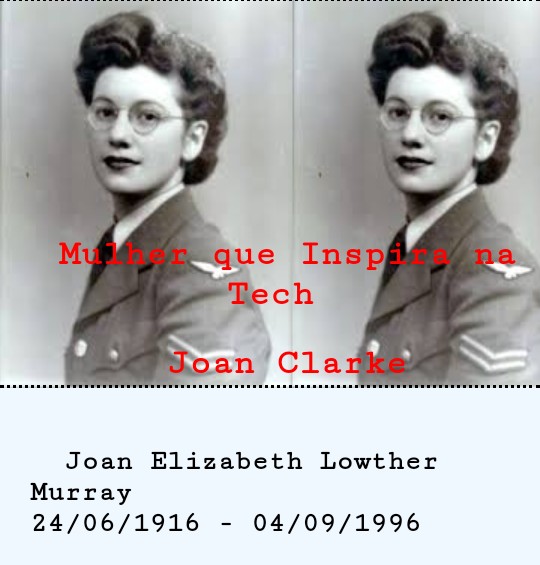 Mulher que Inspira na
Tech
Joan Clarke
Joan Elizabeth Lowther
Murray
24/06/1916 - 04/09/1996